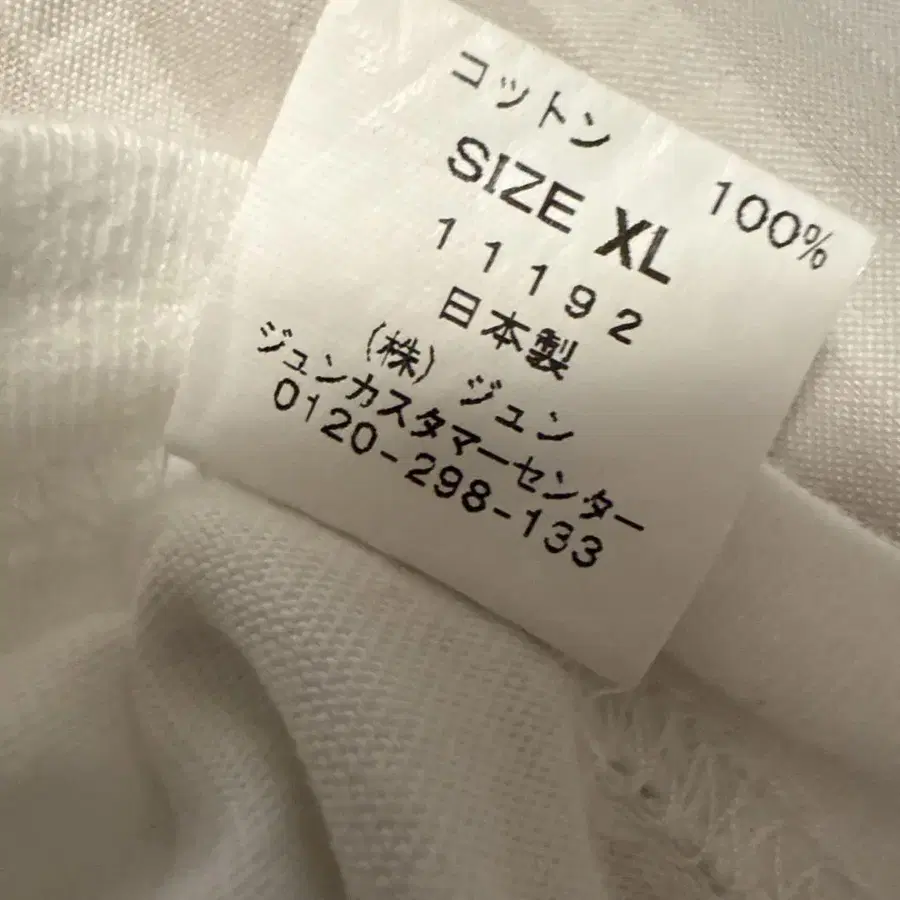 コットン 100%
SIZE XL
11192
日本製
(株) ジュン
ジュンカスタマーセンター
0120-298-133